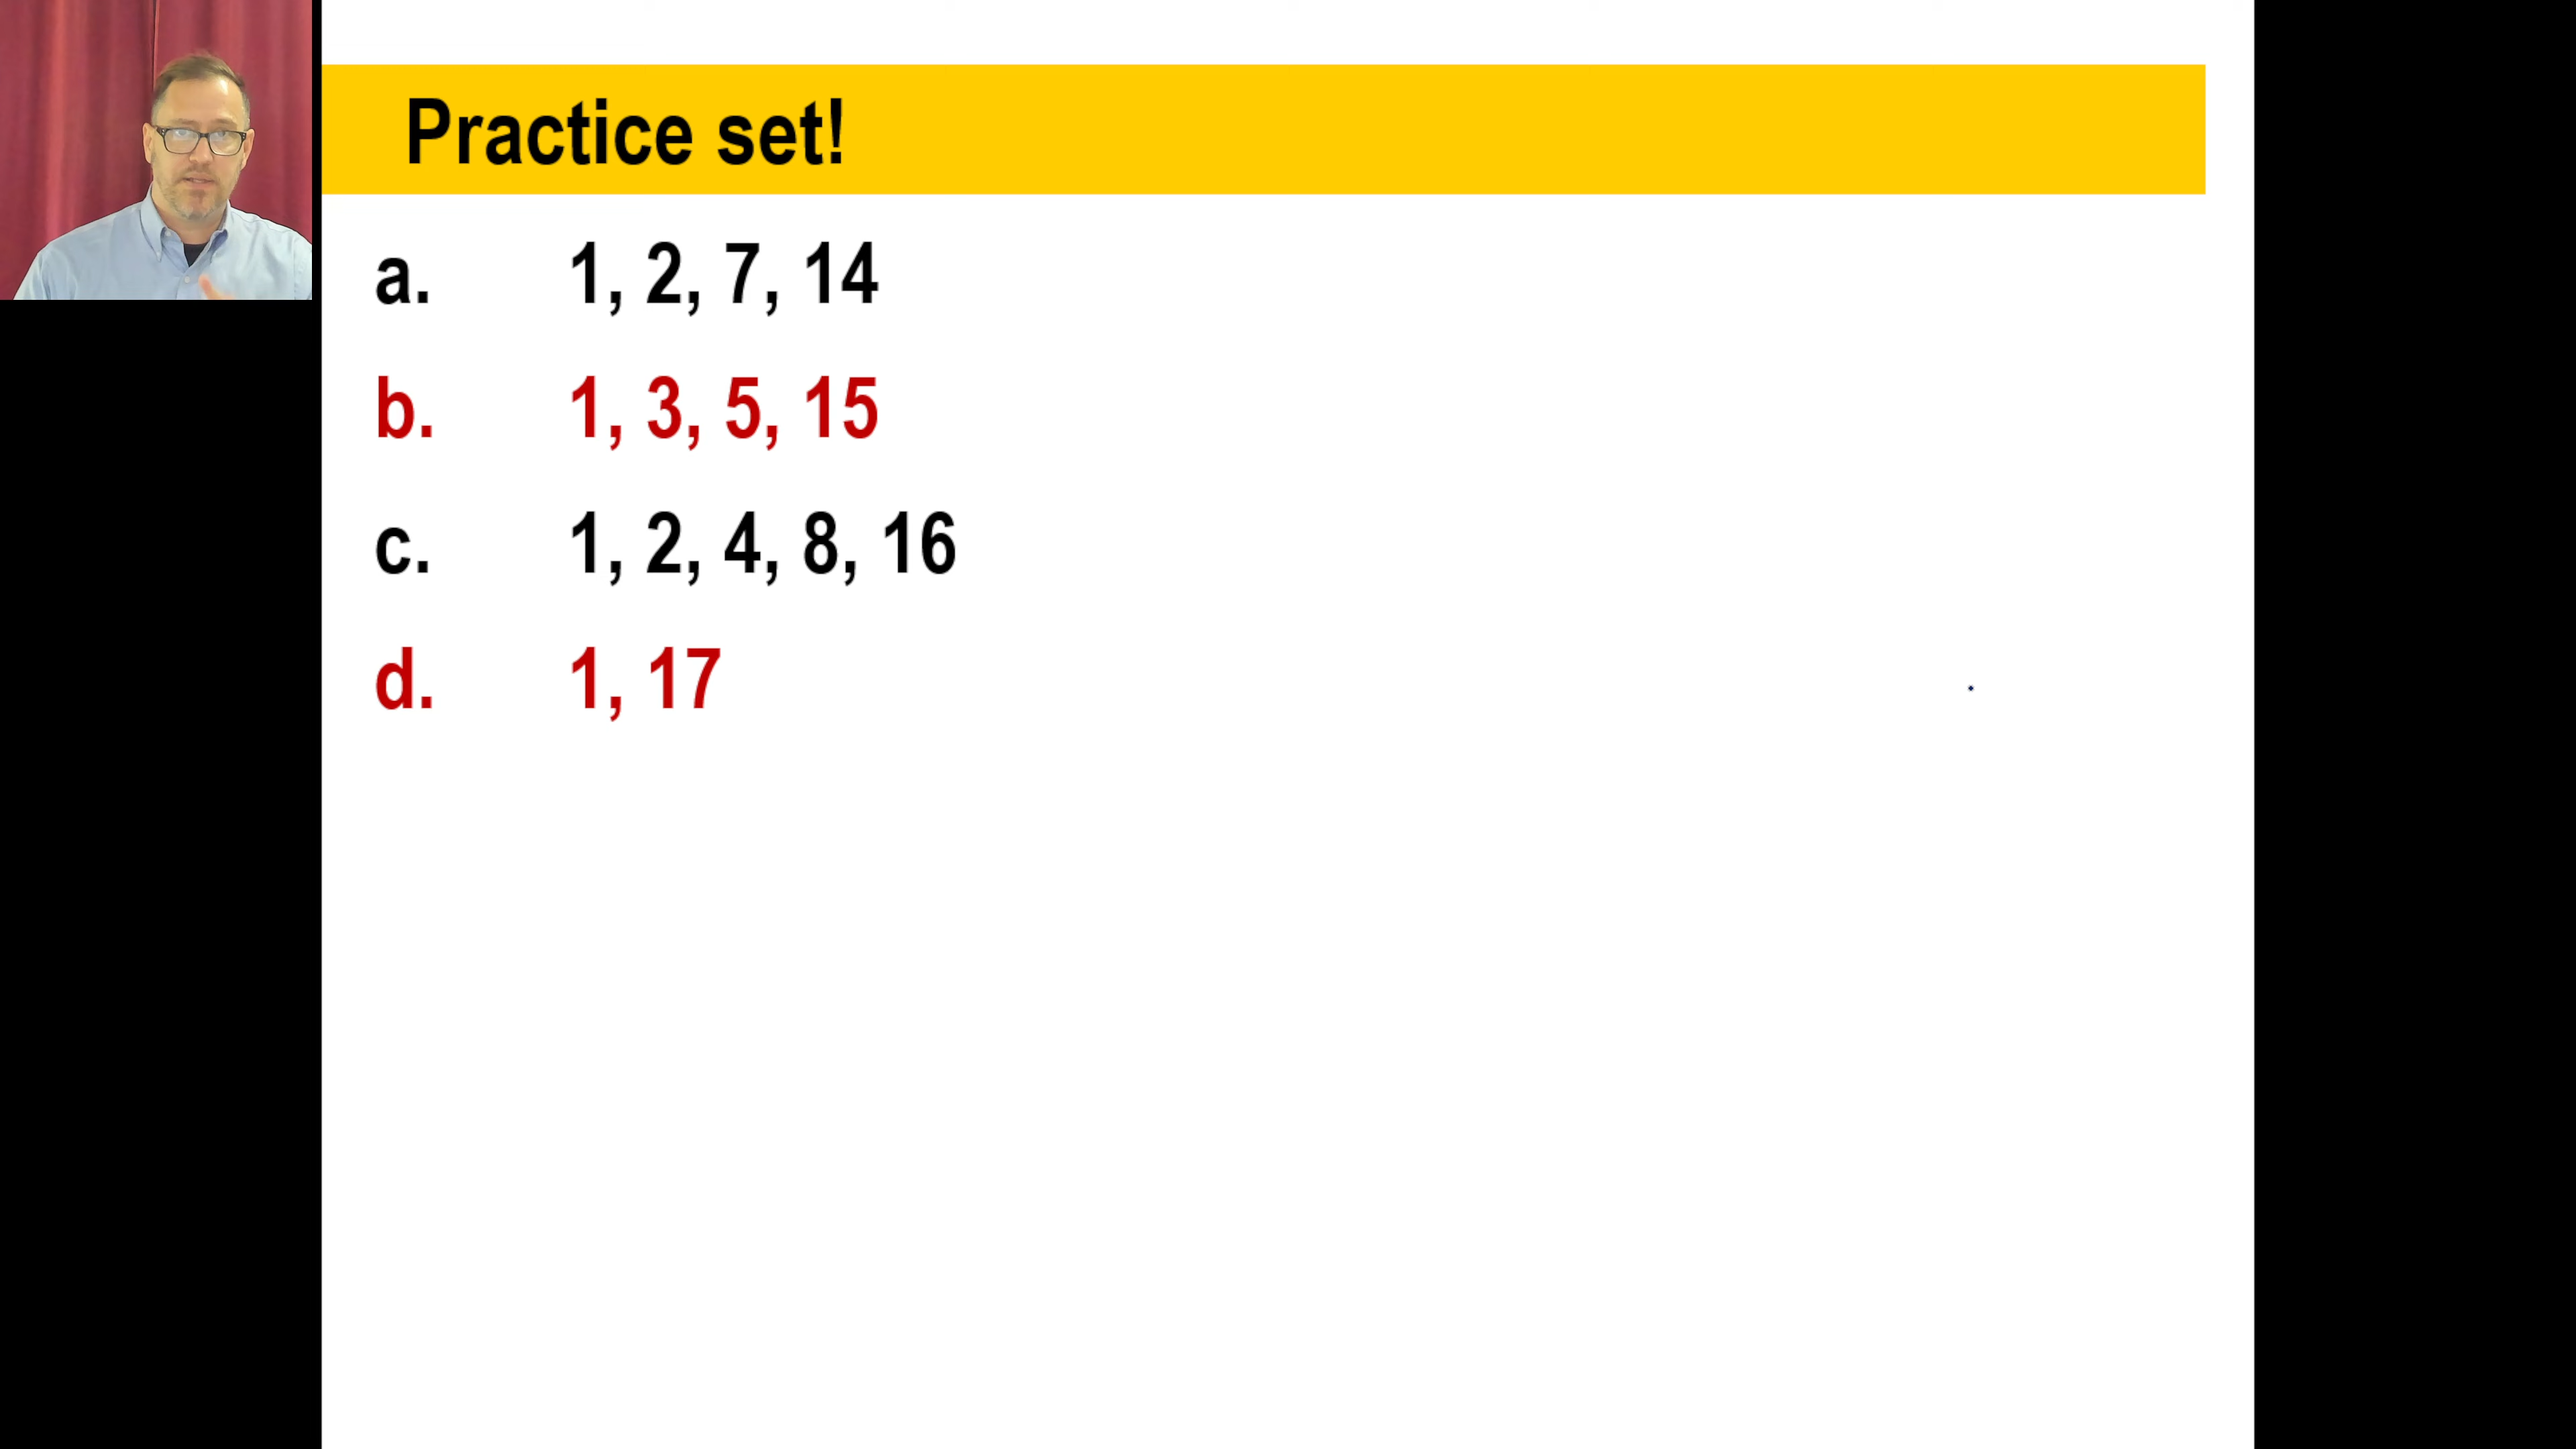 Practice set!
a. 1, 2, 7, 14
b. 1, 3, 5, 15
c. 1, 2, 4, 8, 16
d. 1, 17